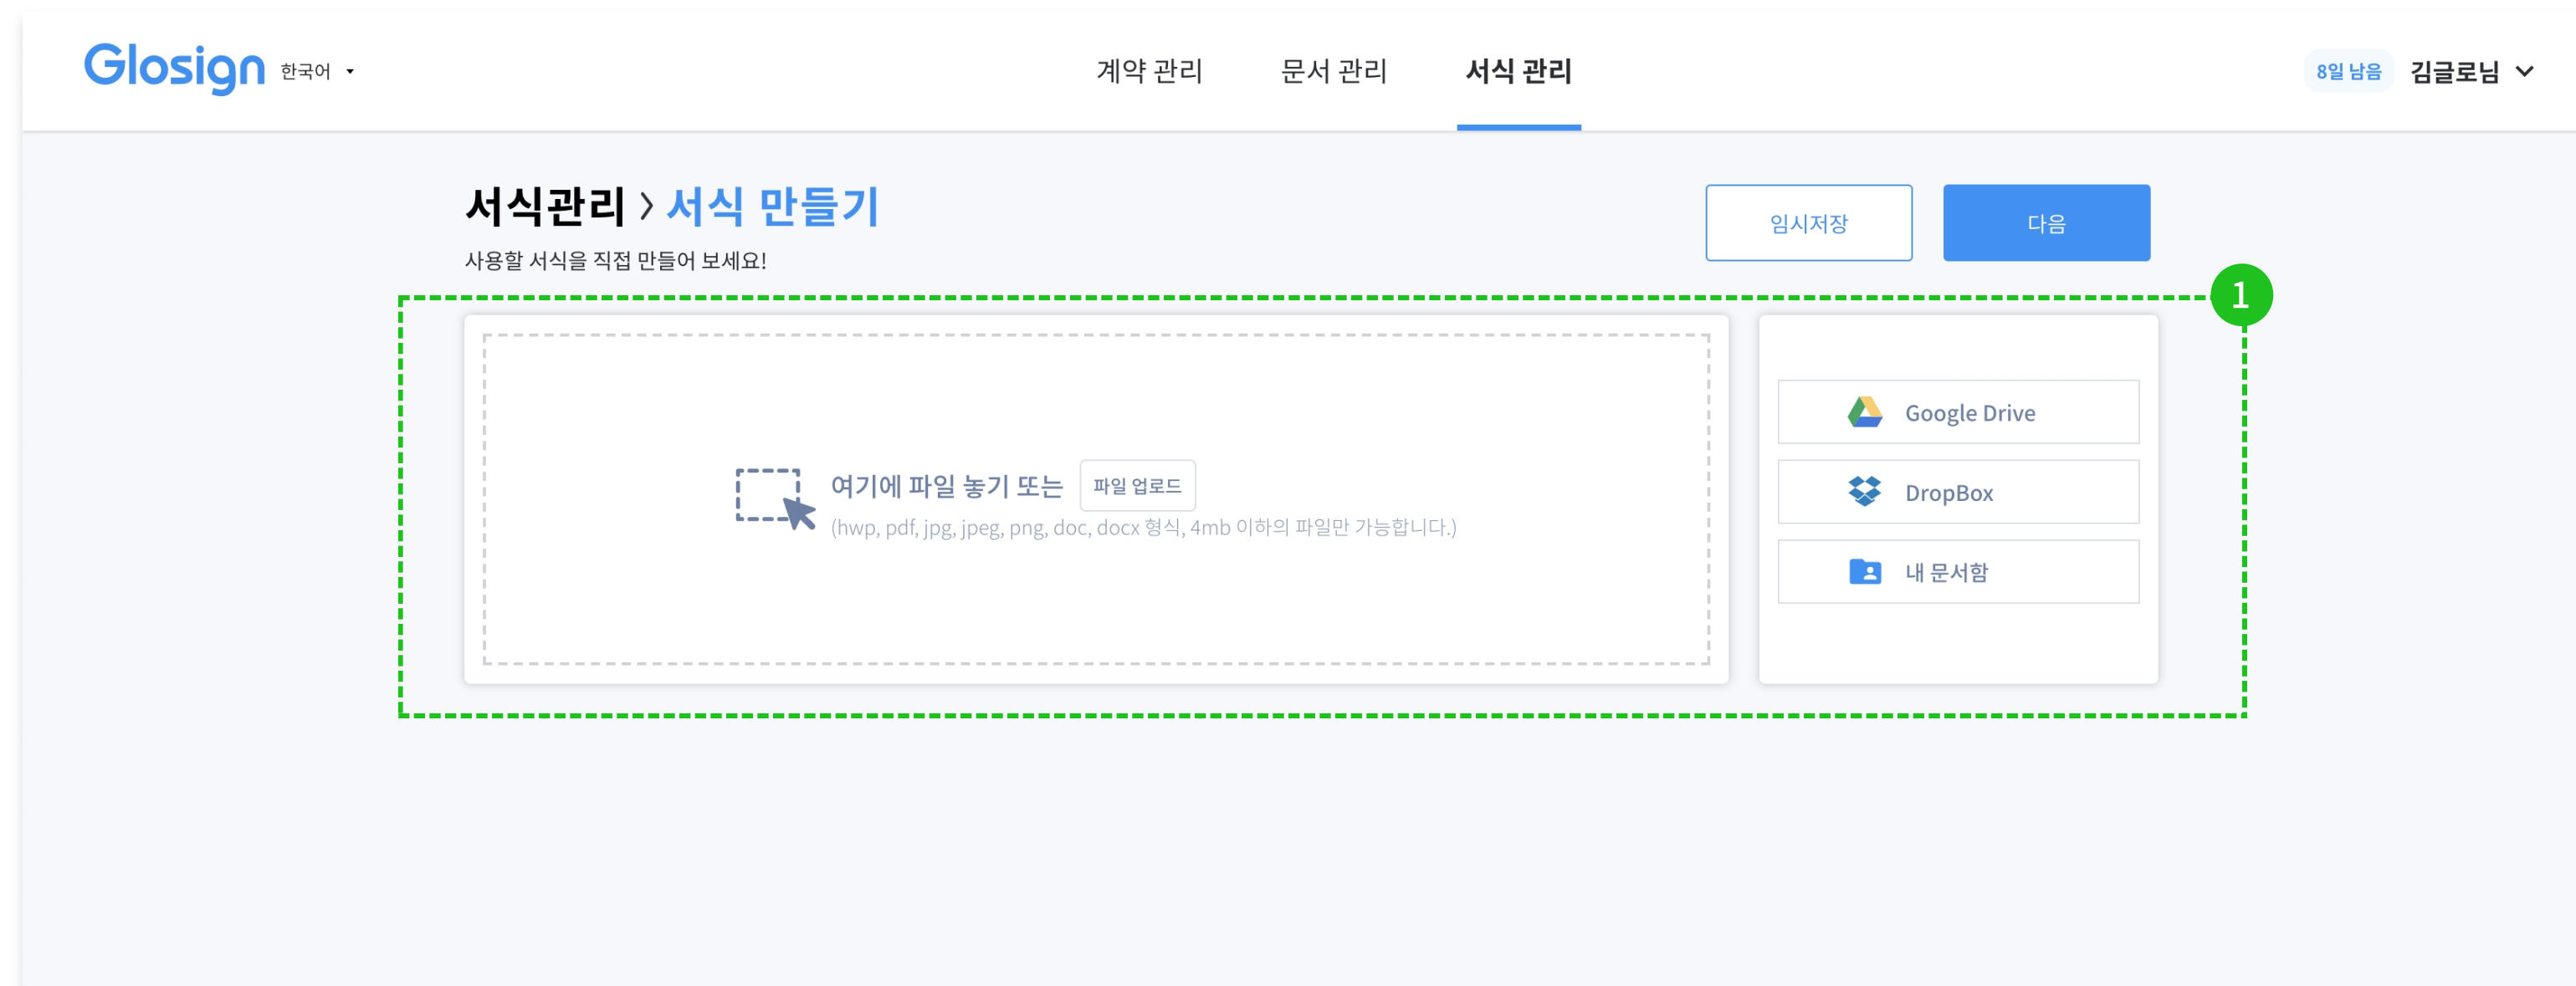 Glosign 한국어
계약 관리 문서 관리 서식 관리
8일 남음 김글로님
서식관리 > 서식 만들기
사용할 서식을 직접 만들어 보세요!
임시저장 다음
1
여기에 파일 놓기 또는 파일 업로드
(hwp, pdf, jpg, jpeg, png, doc, docx 형식, 4mb 이하의 파일만 가능합니다.)
Google Drive
DropBox
내 문서함